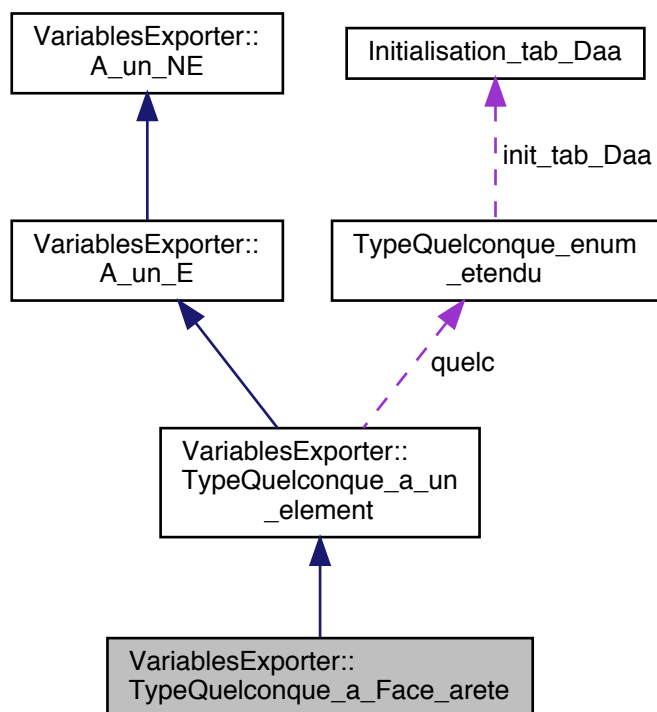 VariablesExporter::
A_un_NE
Initialisation_tab_Daa
init_tab_Daa
VariablesExporter::
A_un_E
TypeQuelconque_enum
_etendu
quelc
VariablesExporter::
TypeQuelconque_a_un
_element
VariablesExporter::
TypeQuelconque_a_Face_arete